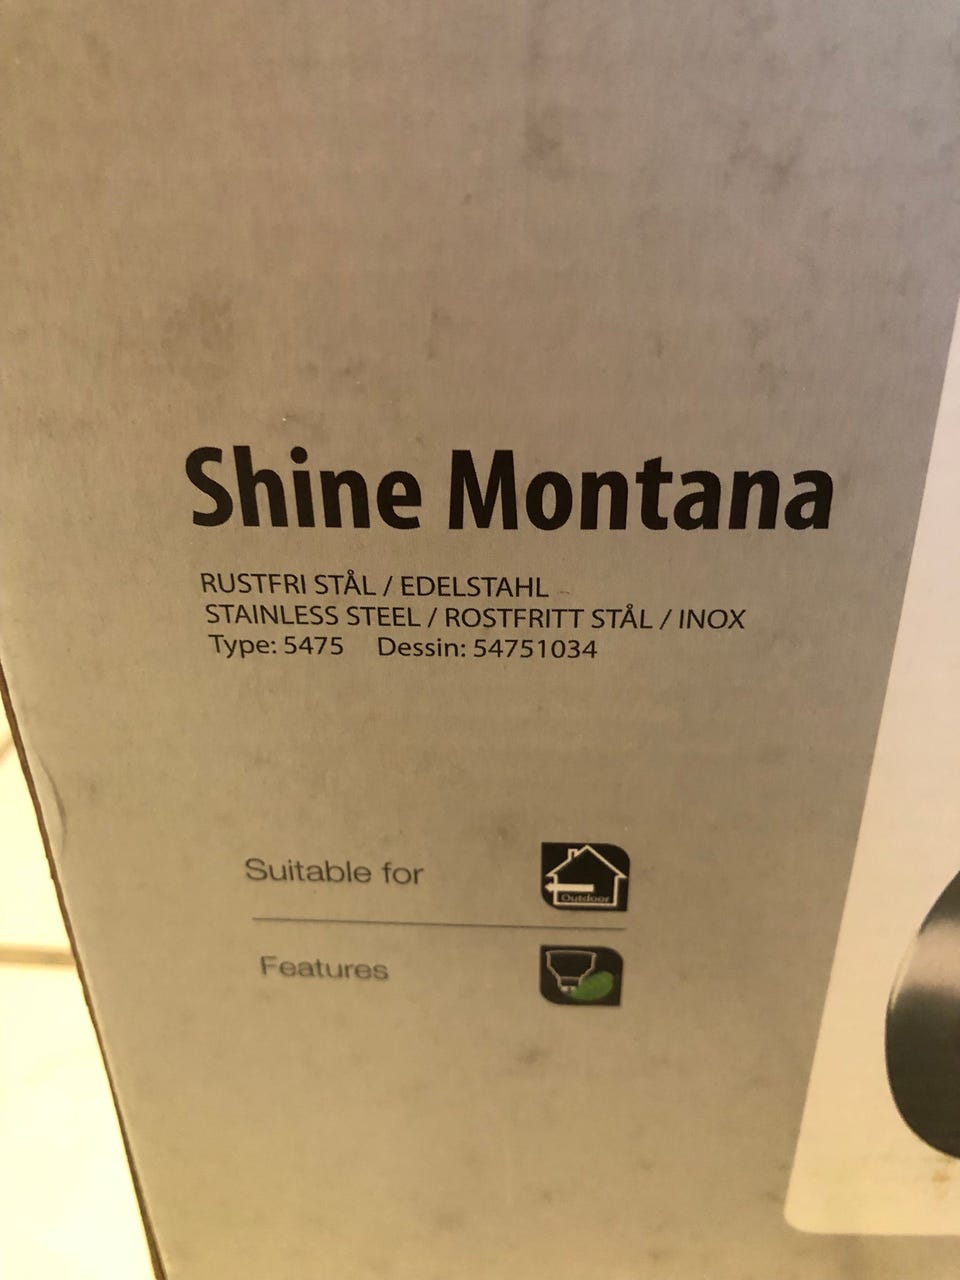 Shine Montana
RUSTFRI STÅL / EDELSTAHL
STAINLESS STEEL / ROSTFRITT STÅL / INOX
Type: 5475 Dessin: 54751034
Suitable for
Outdoor
Features